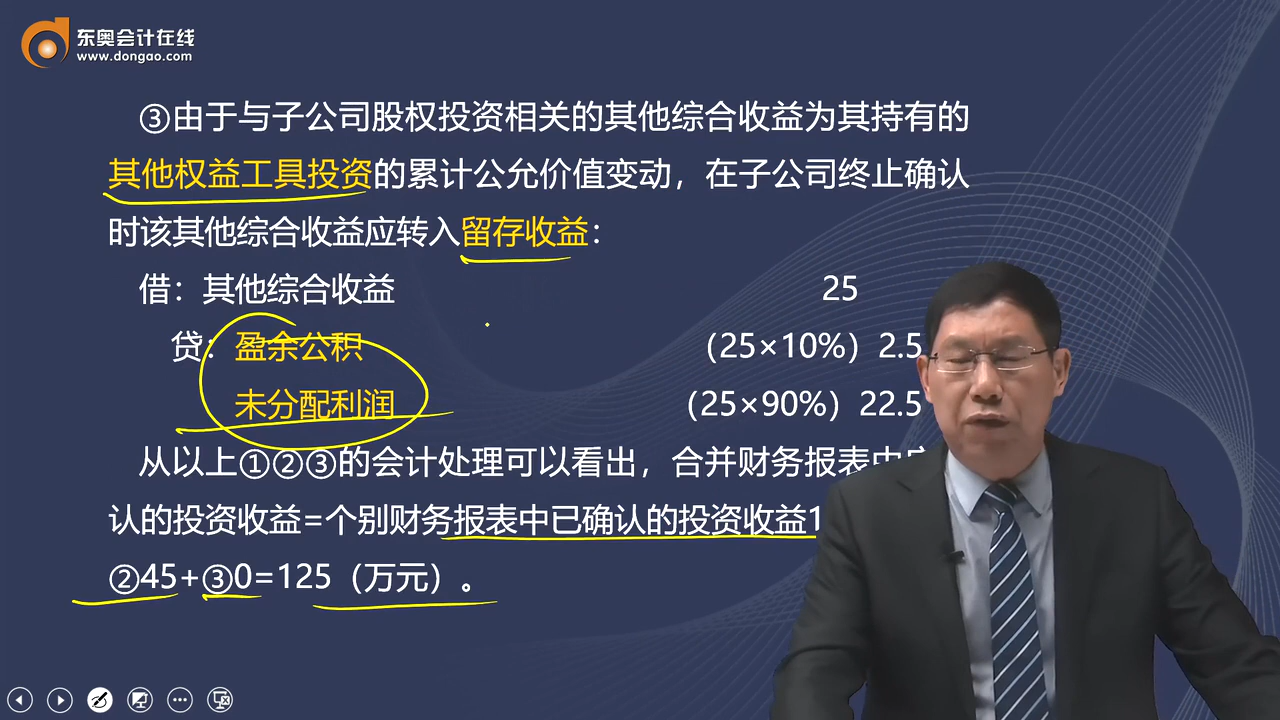 东奥会计在线
www.dongao.com
③由于与子公司股权投资相关的其他综合收益为其持有的
其他权益工具投资的累计公允价值变动，在子公司终止确认
时该其他综合收益应转入留存收益：
借：其他综合收益 25
贷：盈余公积 （25×10%）2.5
未分配利润 （25×90%）22.5
从以上①②③的会计处理可以看出，合并财务报表中
认的投资收益=个别财务报表中已确认的投资收益1
②45+③0=125（万元）。